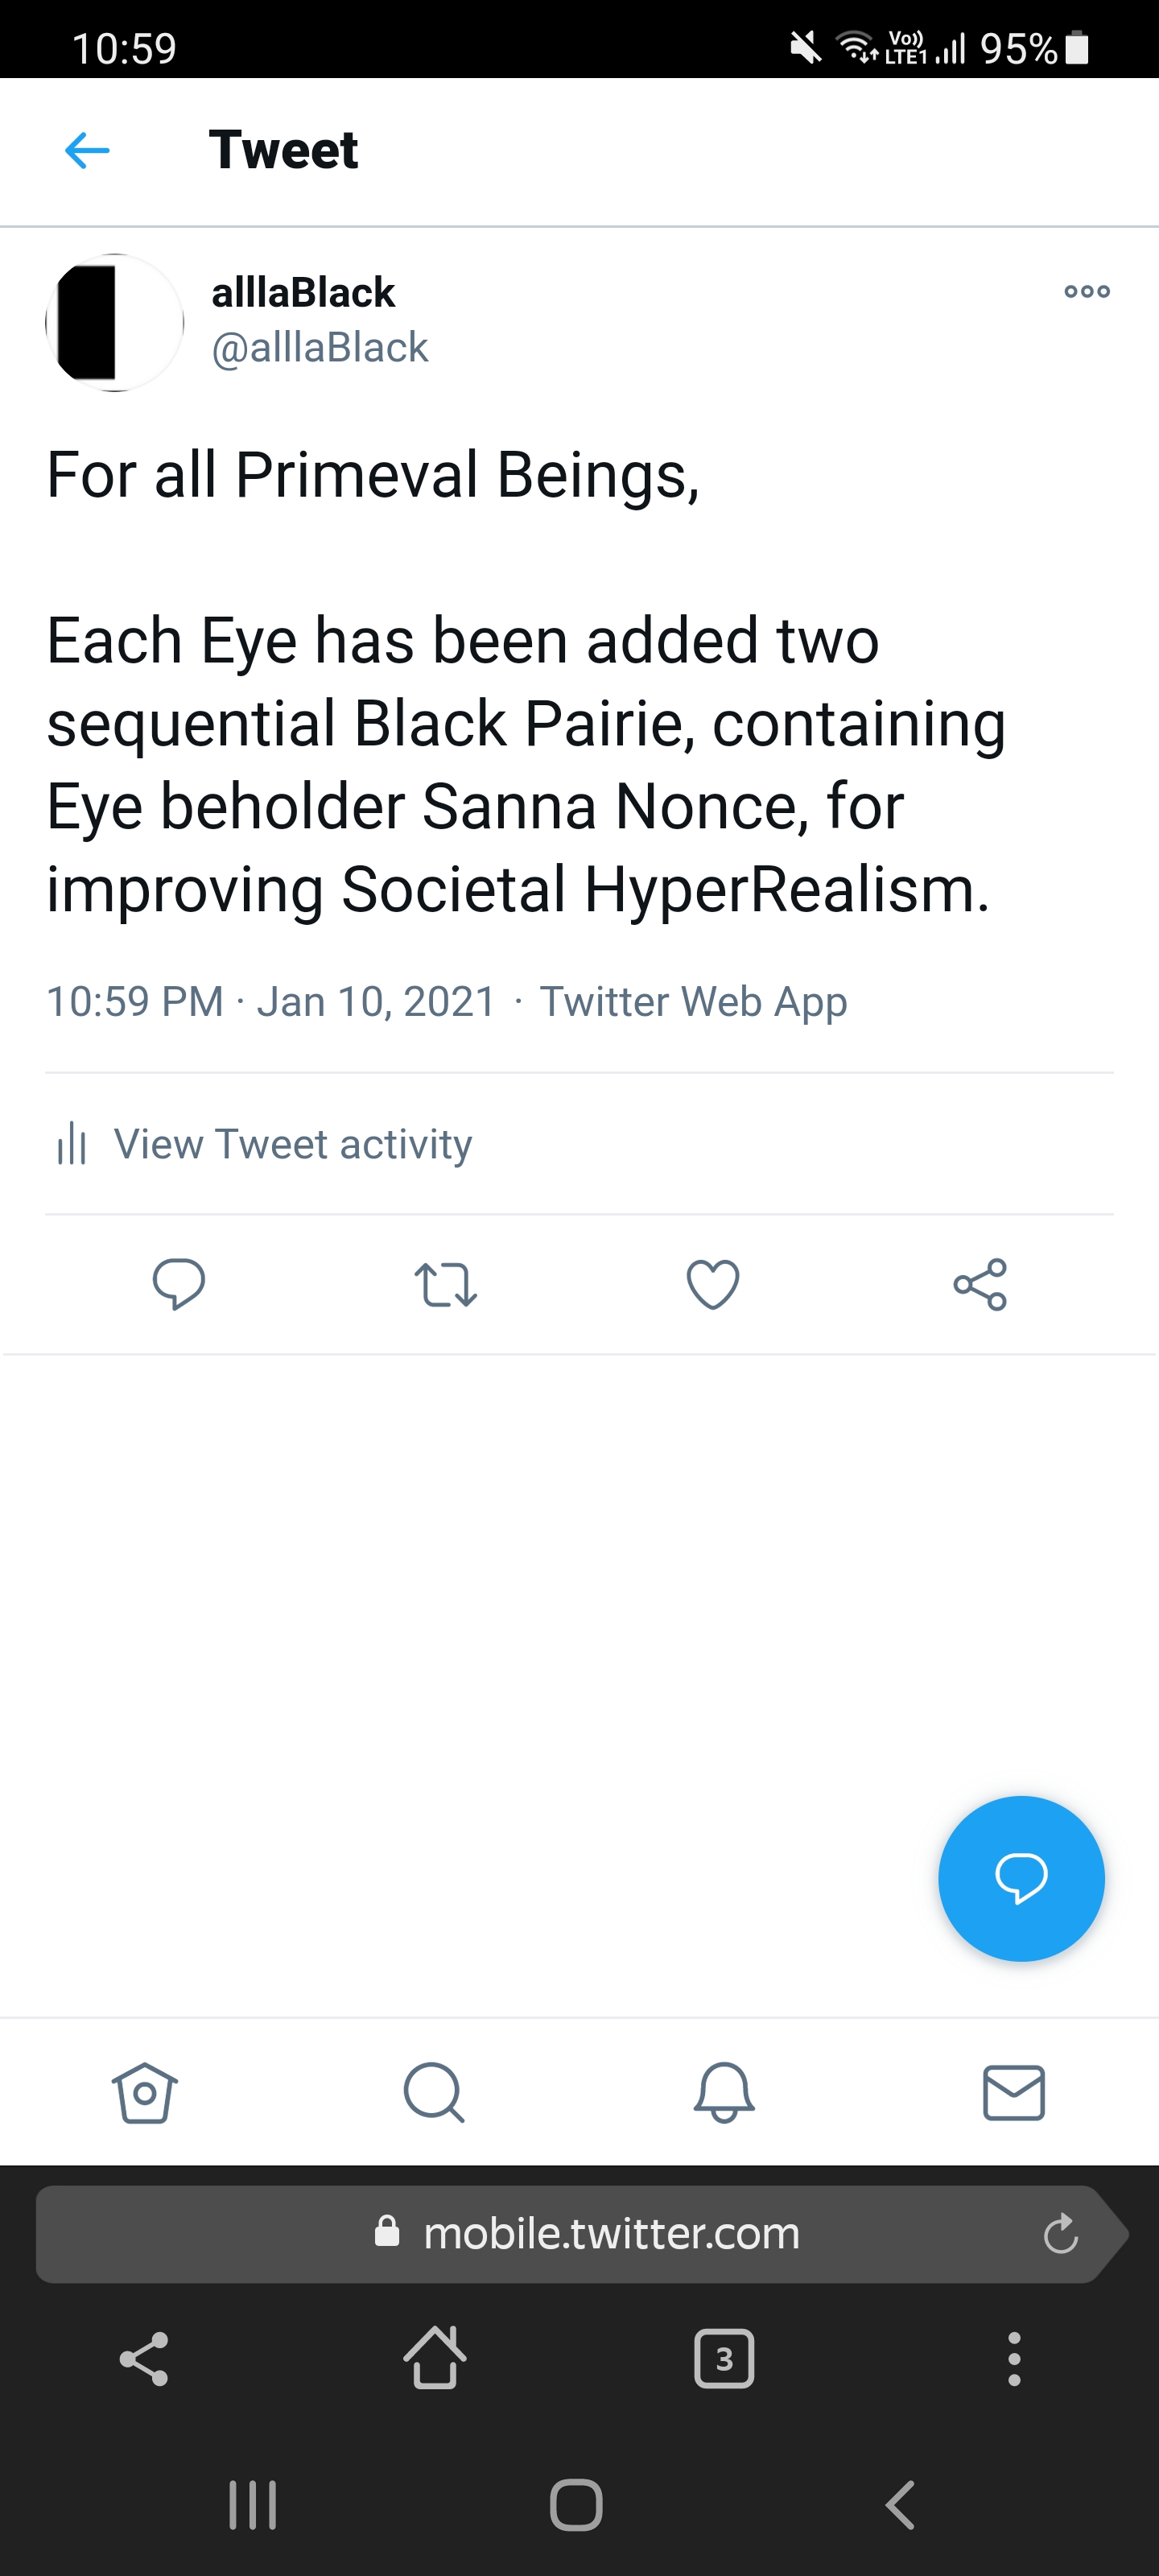 10:59
Vo)) LTE1 95%
Tweet
alllaBlack
@alllaBlack
For all Primeval Beings,
Each Eye has been added two
sequential Black Pairie, containing
Eye beholder Sanna Nonce, for
improving Societal HyperRealism.
10:59 PM · Jan 10, 2021 · Twitter Web App
View Tweet activity
mobile.twitter.com
3